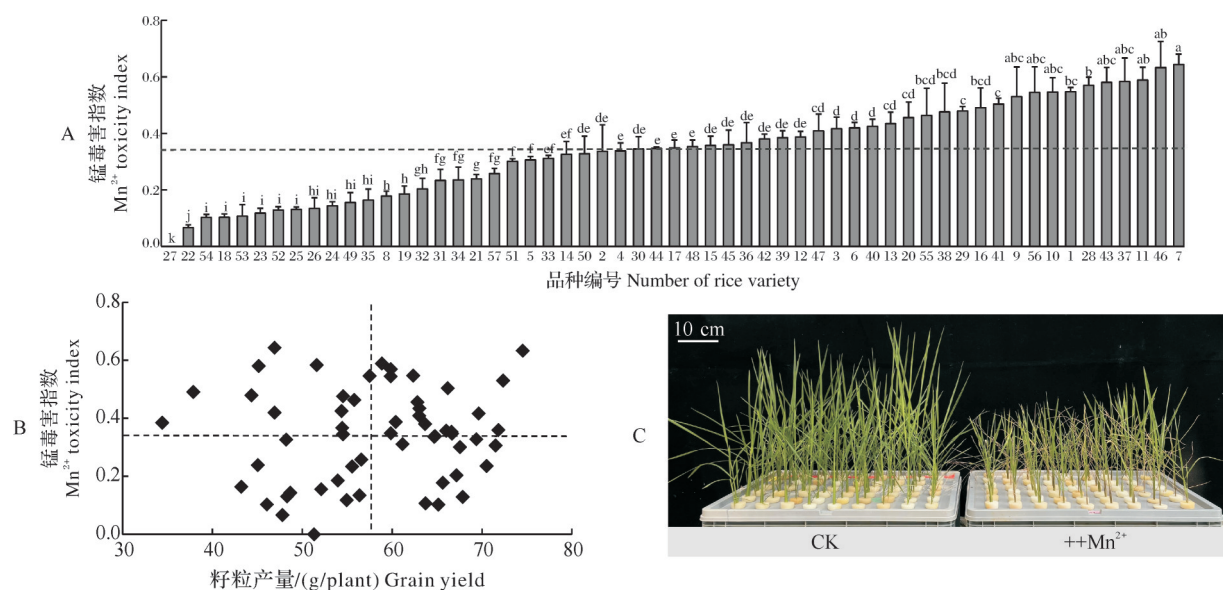 A
锰毒害指数
Mn²⁺ toxicity index
0.8
0.6
0.4
0.2
0.0
k j i i i i i i hi hi hi hi h h gh fg fg g fg f f ef ef de de e de e e de de de de de de de cd de de de cd cd bcd bcd c bcd c abc abc abc bc b abc abc ab ab a
27 22 54 18 53 23 52 25 26 24 49 35 8 19 32 31 34 21 57 51 5 33 14 50 2 4 30 44 17 48 15 45 36 42 39 12 47 3 6 40 13 20 55 38 29 16 41 9 56 10 1 28 43 37 11 46 7
品种编号 Number of rice variety
B
锰毒害指数
Mn²⁺ toxicity index
0.8
0.6
0.4
0.2
0.0
30 40 50 60 70 80
籽粒产量/(g/plant) Grain yield
C
10 cm
CK
++Mn²⁺